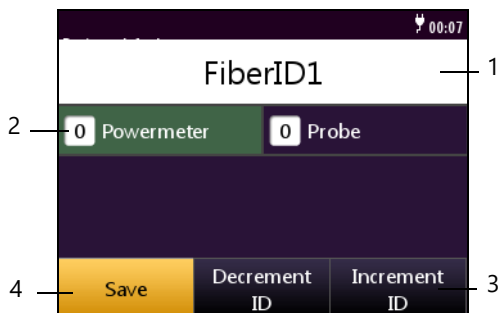 00:07
FiberID1
1
2
0 Powermeter
0 Probe
4
Save
Decrement
ID
Increment
ID
3